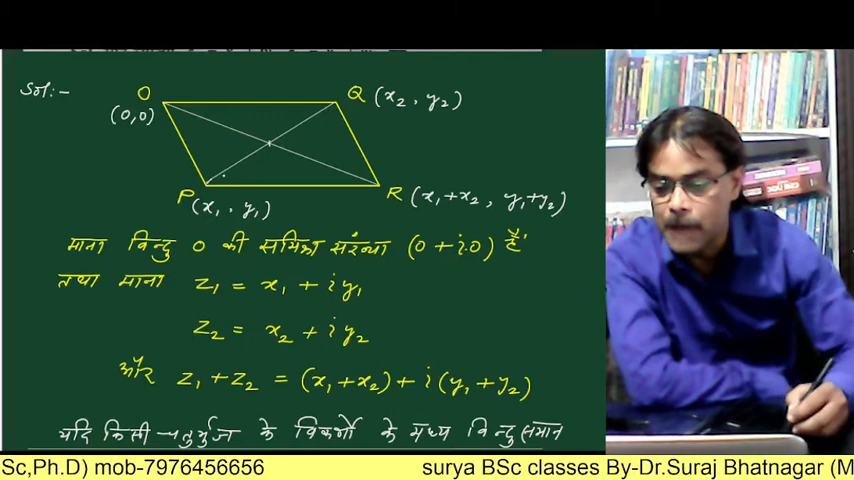 Sol:-
O
(0,0)
Q (x₂, y₂)
P (x₁, y₁)
R (x₁+x₂, y₁+y₂)
माना बिन्दु O की सम्मिश्र संख्या (0 + i.0) है
तथा माना z₁ = x₁ + iy₁
z₂ = x₂ + iy₂
और z₁ + z₂ = (x₁+x₂) + i(y₁+y₂)
यदि किसी चतुर्भुज के विकर्णो के मध्य बिन्दु समान
Sc,Ph.D) mob-7976456656 surya BSc classes By-Dr.Suraj Bhatnagar (M